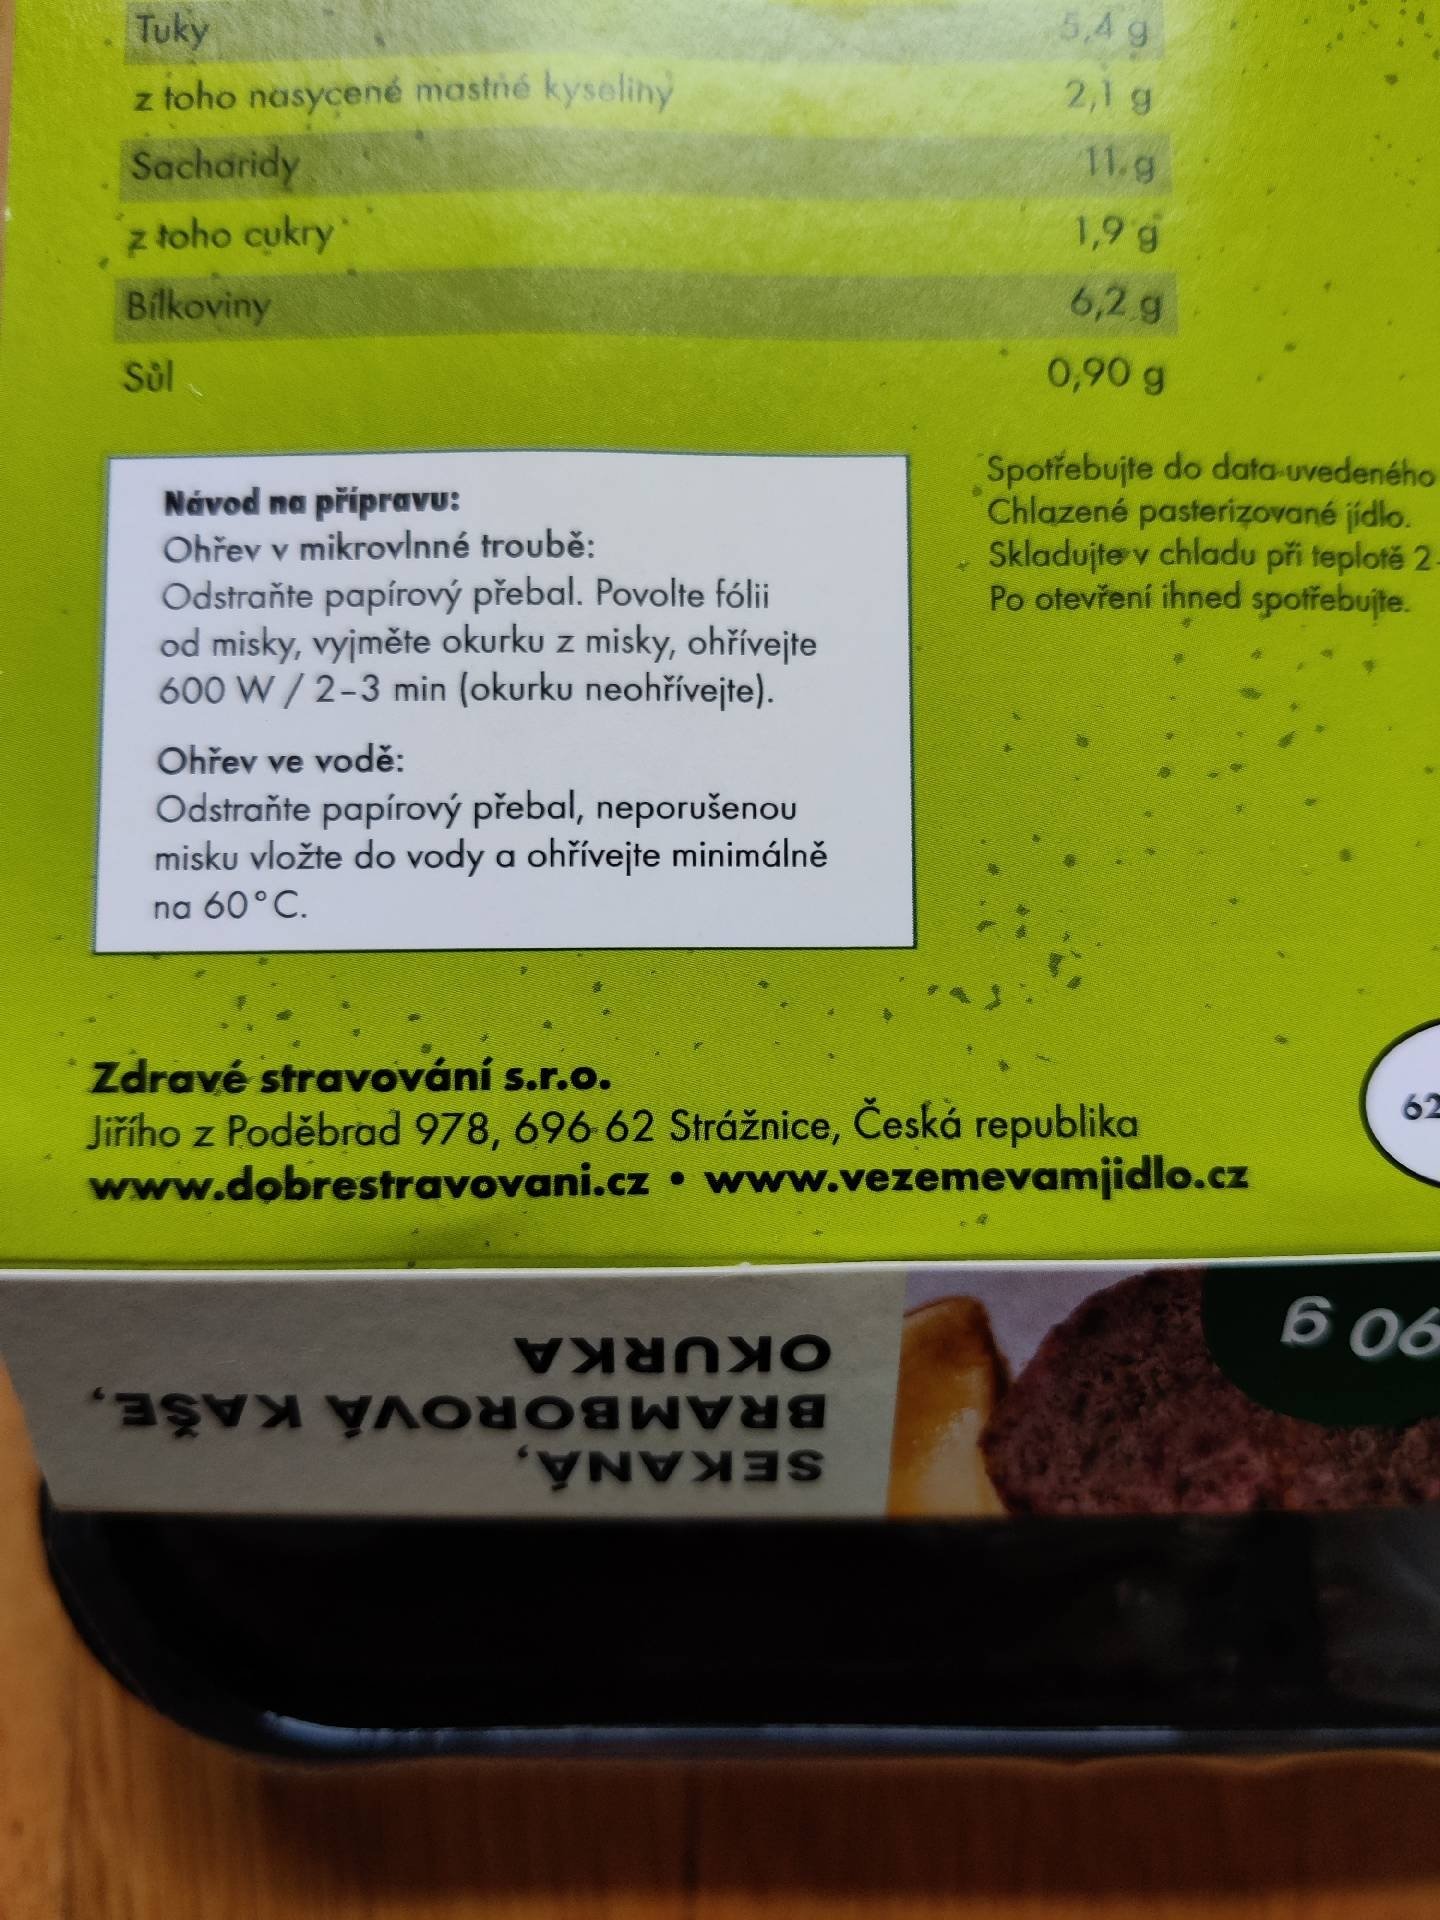 Tuky 5,4 g
z toho nasycené mastné kyseliny 2,1 g
Sacharidy 11 g
z toho cukry 1,9 g
Bílkoviny 6,2 g
Sůl 0,90 g
Návod na přípravu:
Ohřev v mikrovlnné troubě:
Odstraňte papírový přebal. Povolte fólii
od misky, vyjměte okurku z misky, ohřívejte
600 W / 2–3 min (okurku neohřívejte).
Ohřev ve vodě:
Odstraňte papírový přebal, neporušenou
misku vložte do vody a ohřívejte minimálně
na 60°C.
Spotřebujte do data uvedeného
Chlazené pasterizované jídlo.
Skladujte v chladu při teplotě 2-
Po otevření ihned spotřebujte.
Zdravé stravování s.r.o.
Jiřího z Poděbrad 978, 696 62 Strážnice, Česká republika
www.dobrestravovani.cz • www.vezemevamjidlo.cz
62
SEKANÁ,
BRAMBOROVÁ KAŠE,
OKURKA
90 g